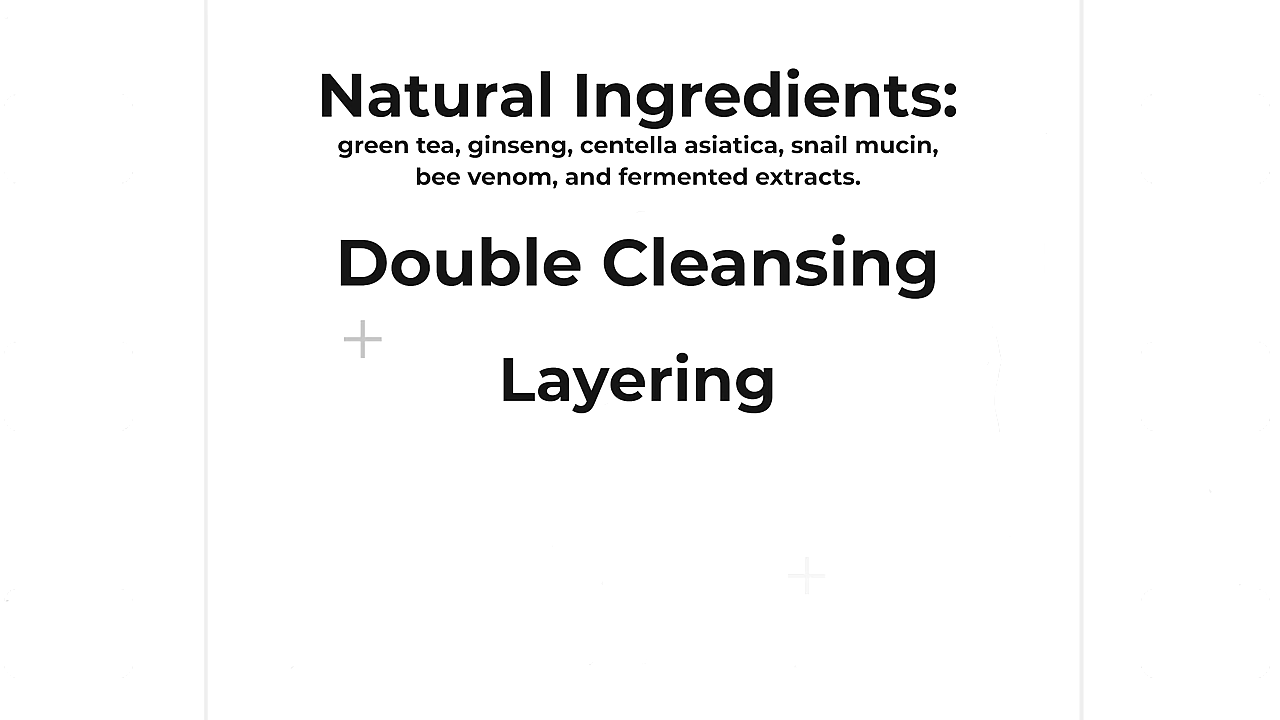 Natural Ingredients:
green tea, ginseng, centella asiatica, snail mucin,
bee venom, and fermented extracts.
Double Cleansing
Layering